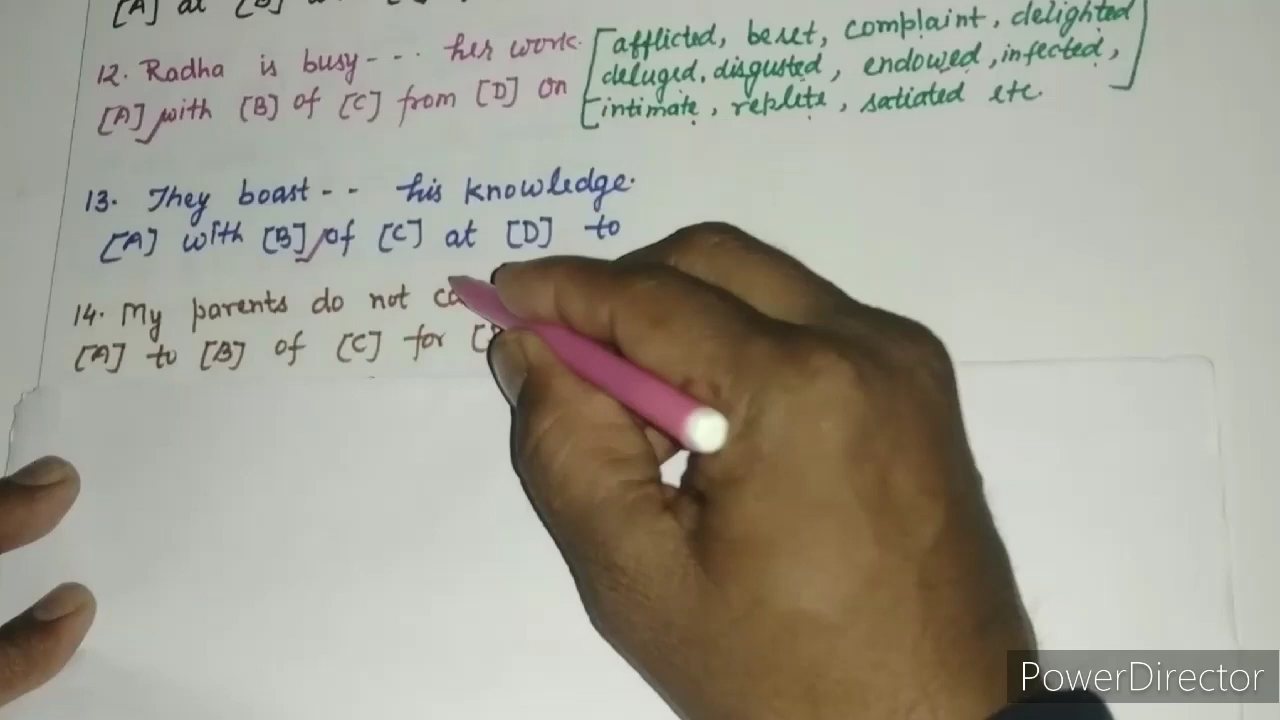 [A] at [B]
12. Radha is busy--- her work. [afflicted, beset, complaint, delighted
[A] with [B] of [C] from [D] on deluged, disgusted, endowed, infected,
intimate, replete, satiated etc.]
13. They boast-- his knowledge.
[A] with [B] of [C] at [D] to
14. My parents do not
[A] to [B] of [C] for
PowerDirector